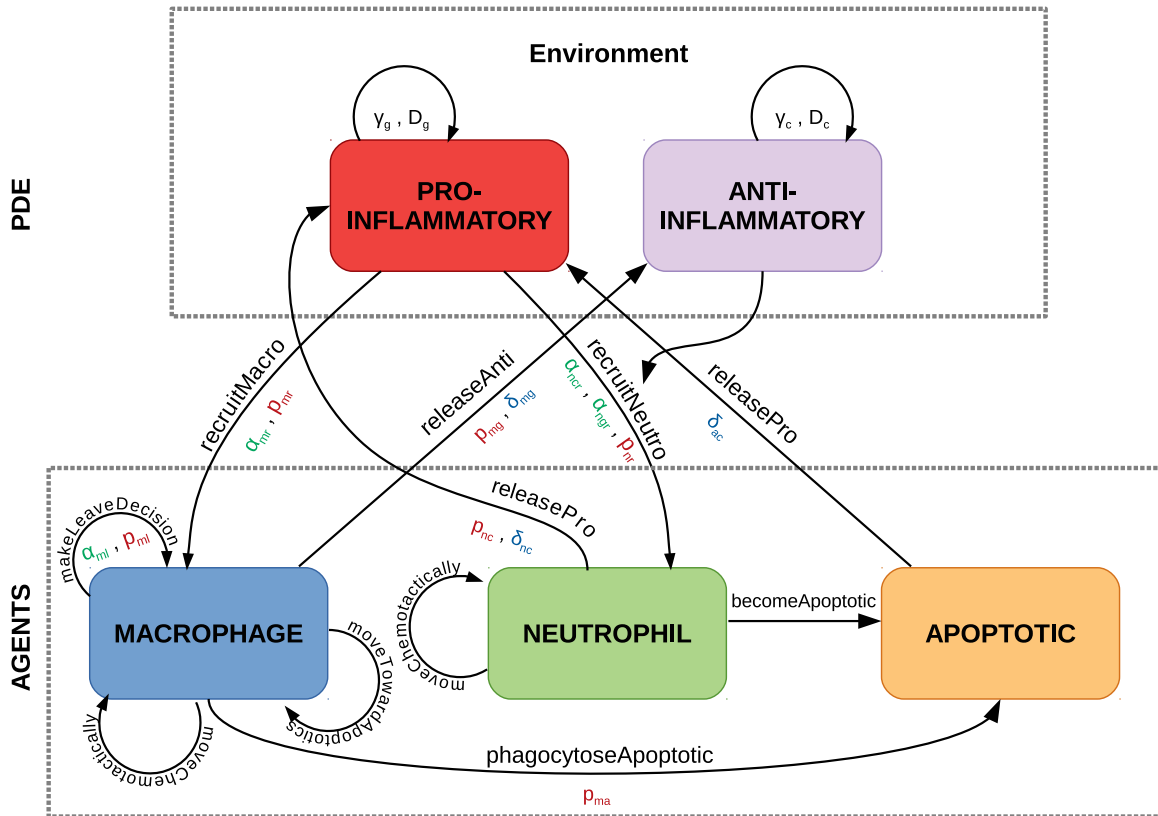 Environment
γg , Dg
γc , Dc
PDE
PRO-
INFLAMMATORY
ANTI-
INFLAMMATORY
recruitMacro
αmr , pmr
releaseAnti
pmg , δmg
recruitNeutro
αncr , αngr , pnr
releasePro
δac
releasePro
pnc , δnc
AGENTS
makeLeaveDecision
αml , pml
MACROPHAGE
moveTowardApoptotics
moveChemotactically
moveChemotactically
NEUTROPHIL
becomeApoptotic
APOPTOTIC
phagocytoseApoptotic
pma